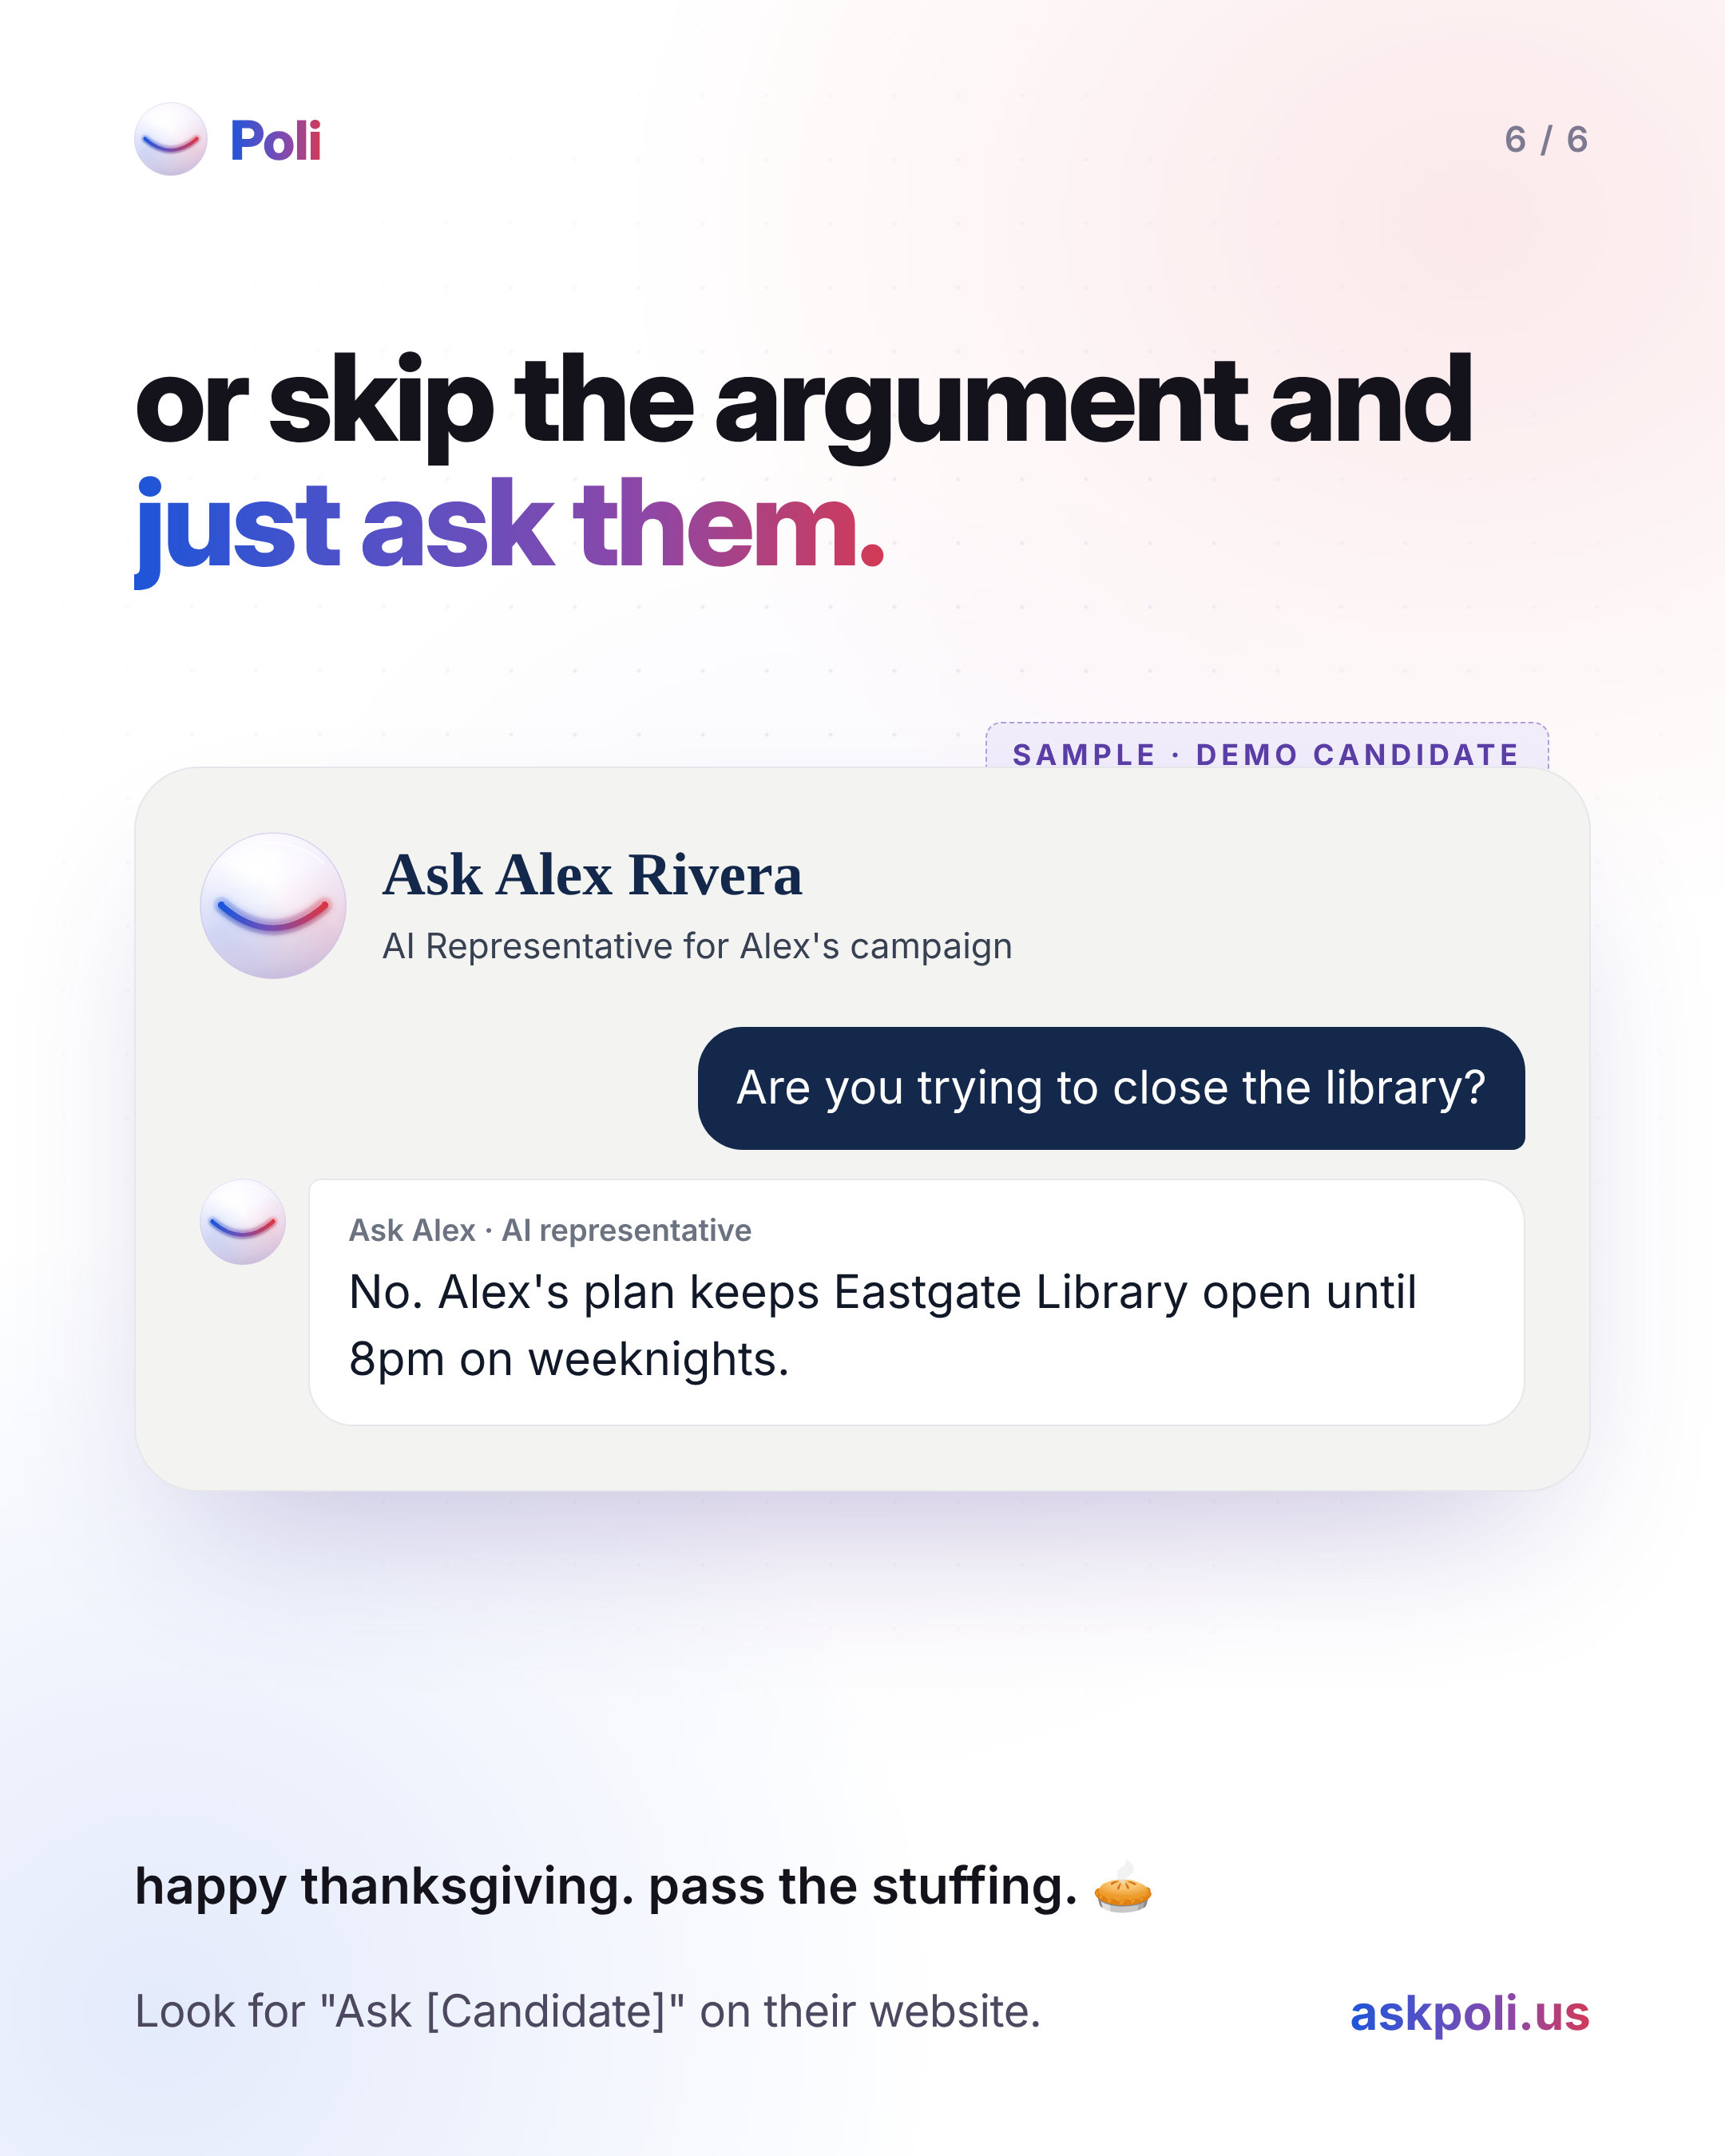 Poli
6 / 6
or skip the argument and
just ask them.
SAMPLE · DEMO CANDIDATE
Ask Alex Rivera
AI Representative for Alex's campaign
Are you trying to close the library?
Ask Alex · AI representative
No. Alex's plan keeps Eastgate Library open until
8pm on weeknights.
happy thanksgiving. pass the stuffing. 🥧
Look for "Ask [Candidate]" on their website.
askpoli.us